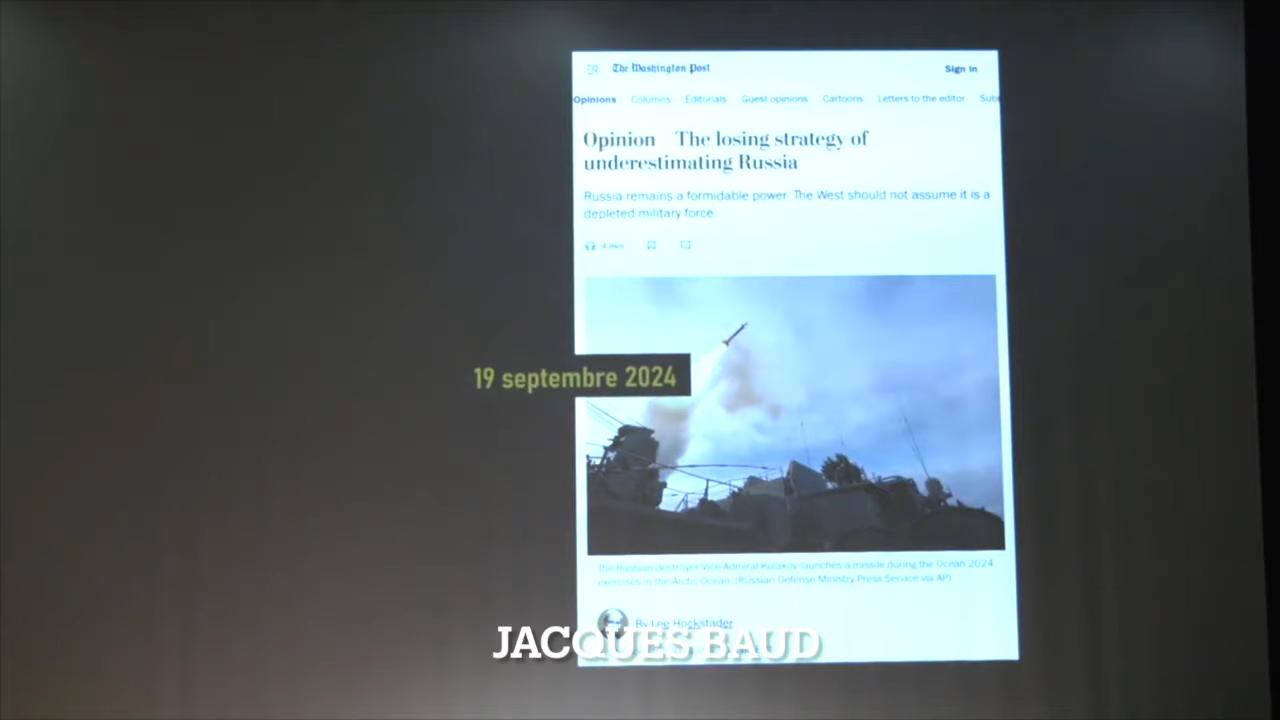 The Washington Post
Sign in
Opinions Columns Editorials Guest opinions Cartoons Letters to the editor Subs
Opinion The losing strategy of
underestimating Russia
Russia remains a formidable power. The West should not assume it is a
depleted military force.
4 min
19 septembre 2024
The Russian destroyer Vice-Admiral Kulakov launches a missile during the Ocean 2024
exercises in the Arctic Ocean. (Russian Defense Ministry Press Service via AP)
By Lee Hockstader
JACQUES BAUD